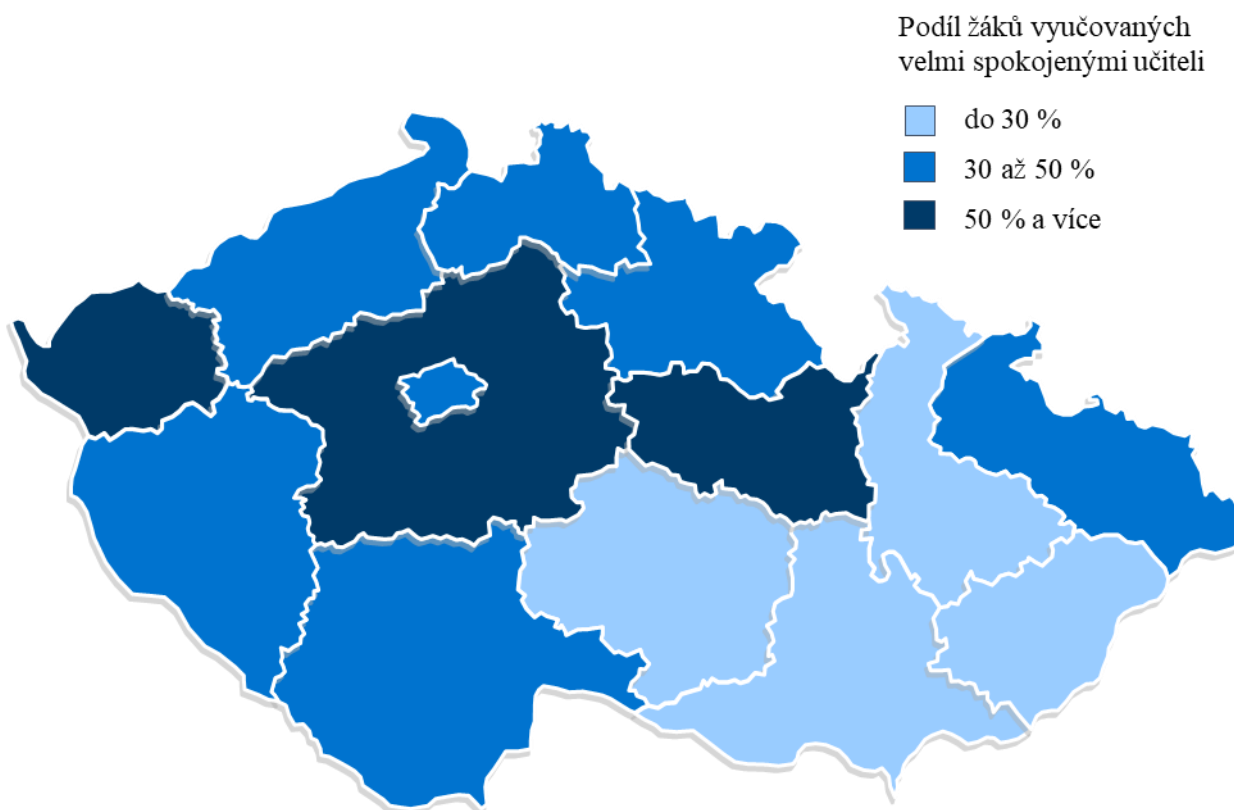 Podíl žáků vyučovaných
velmi spokojenými učiteli
do 30 %
30 až 50 %
50 % a více